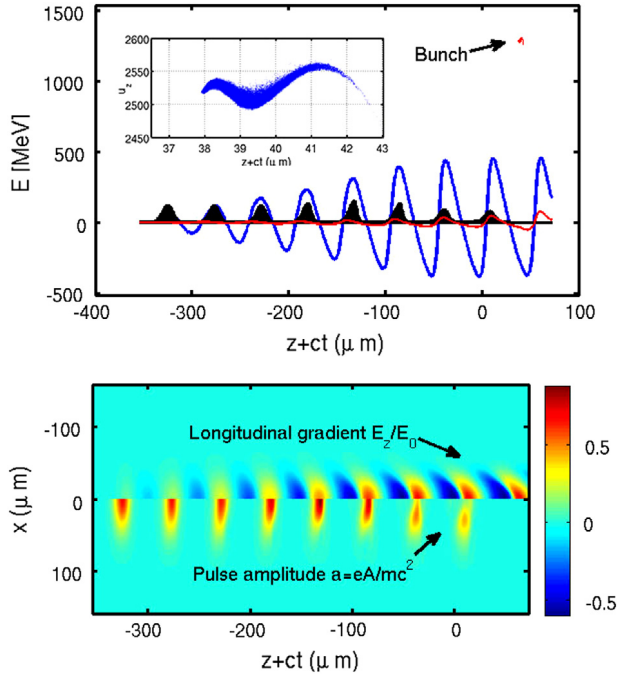 1500
1000
500
0
-500
E [MeV]
Bunch
2600
2550
2500
2450
u_z
37 38 39 40 41 42 43
z+ct (μ m)
-400 -300 -200 -100 0 100
z+ct (μ m)
-100
0
100
x (μ m)
Longitudinal gradient E_z/E_0
Pulse amplitude a=eA/mc^2
0.5
0
-0.5
-300 -200 -100 0
z+ct (μ m)